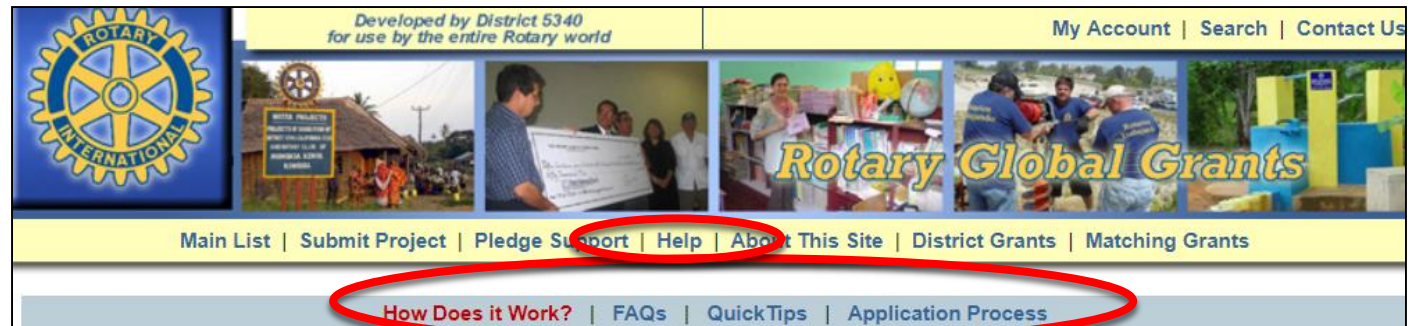 Developed by District 5340
for use by the entire Rotary world
My Account | Search | Contact Us
ROTARY
INTERNATIONAL
Rotary Global Grants
Main List | Submit Project | Pledge Support | Help | About This Site | District Grants | Matching Grants
How Does it Work? | FAQs | QuickTips | Application Process